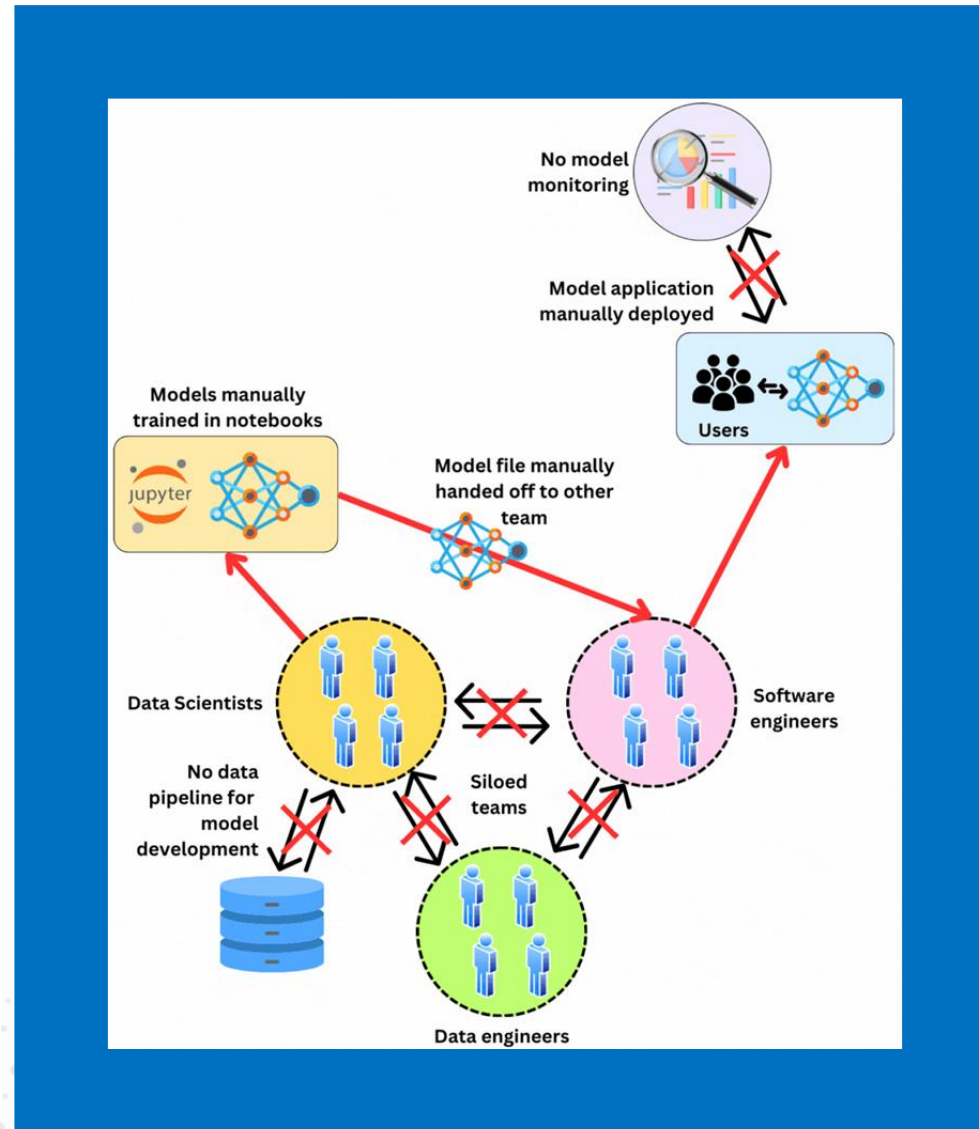 No model
monitoring
Model application
manually deployed
Users
Models manually
trained in notebooks
jupyter
Model file manually
handed off to other
team
Data Scientists
Software
engineers
No data
pipeline for
model
development
Siloed
teams
Data engineers